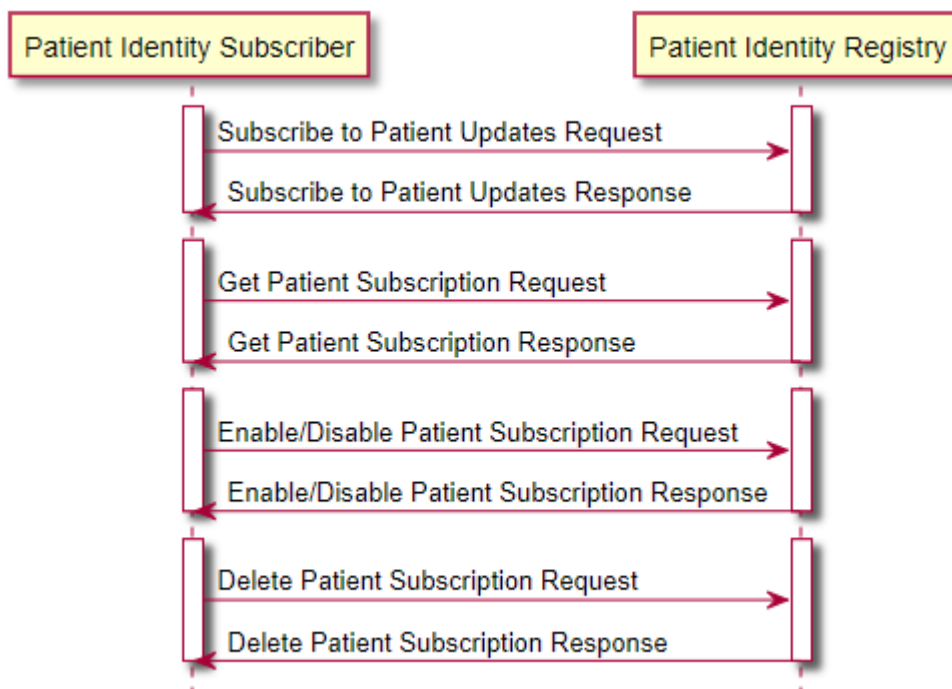 Patient Identity Subscriber
Patient Identity Registry
Subscribe to Patient Updates Request
Subscribe to Patient Updates Response
Get Patient Subscription Request
Get Patient Subscription Response
Enable/Disable Patient Subscription Request
Enable/Disable Patient Subscription Response
Delete Patient Subscription Request
Delete Patient Subscription Response